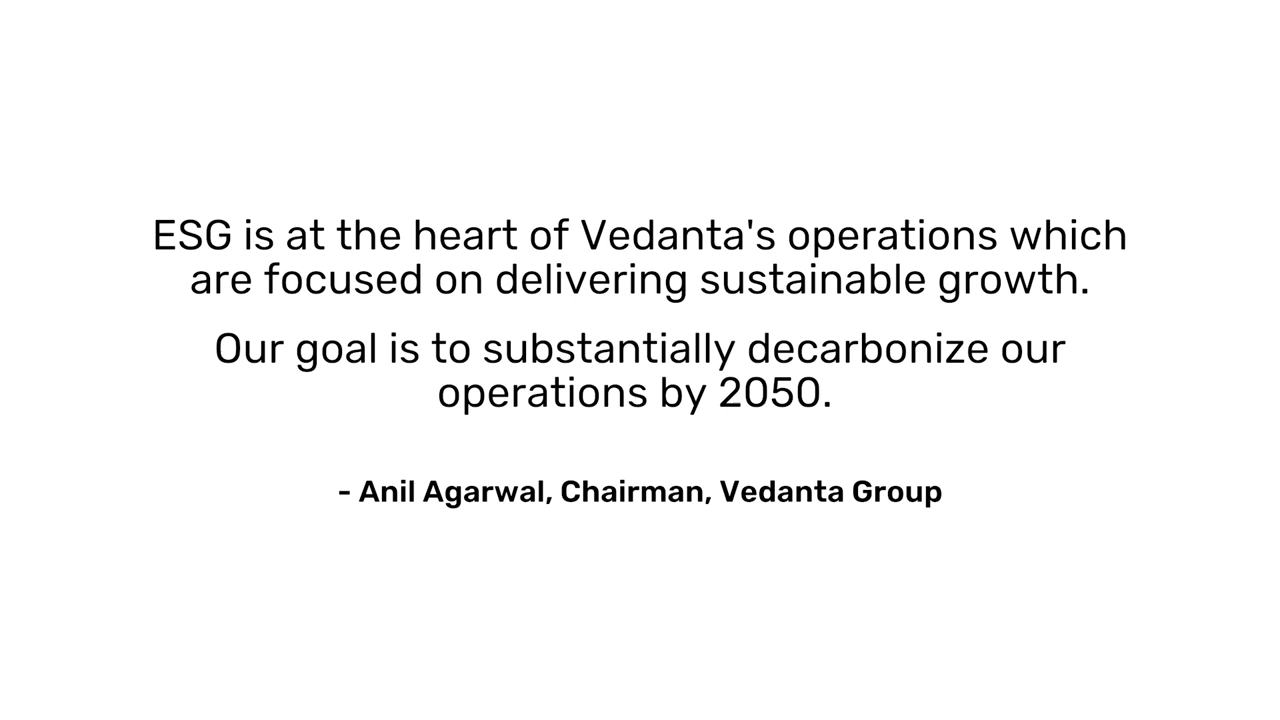 ESG is at the heart of Vedanta's operations which
are focused on delivering sustainable growth.
Our goal is to substantially decarbonize our
operations by 2050.
- Anil Agarwal, Chairman, Vedanta Group